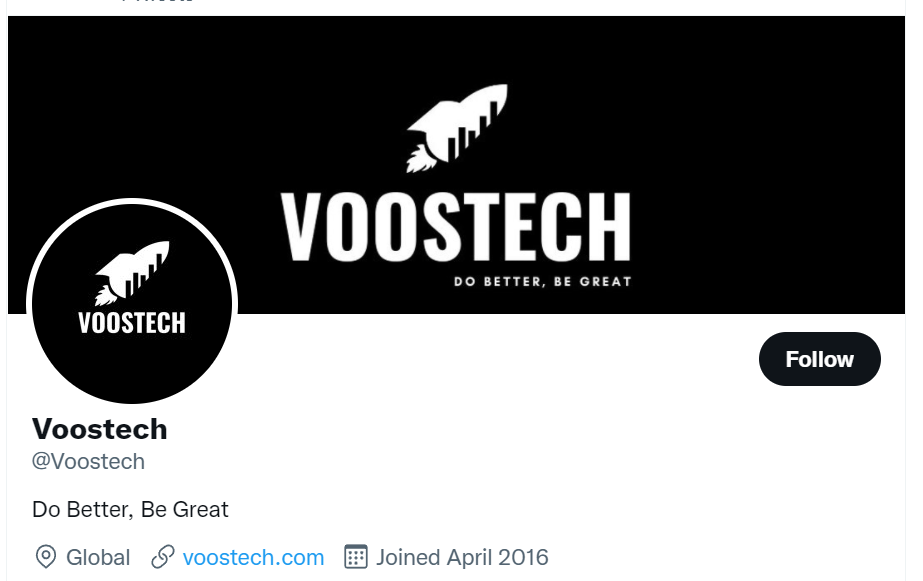 VOOSTECH
DO BETTER, BE GREAT
VOOSTECH
Follow
Voostech
@Voostech
Do Better, Be Great
Global voostech.com Joined April 2016